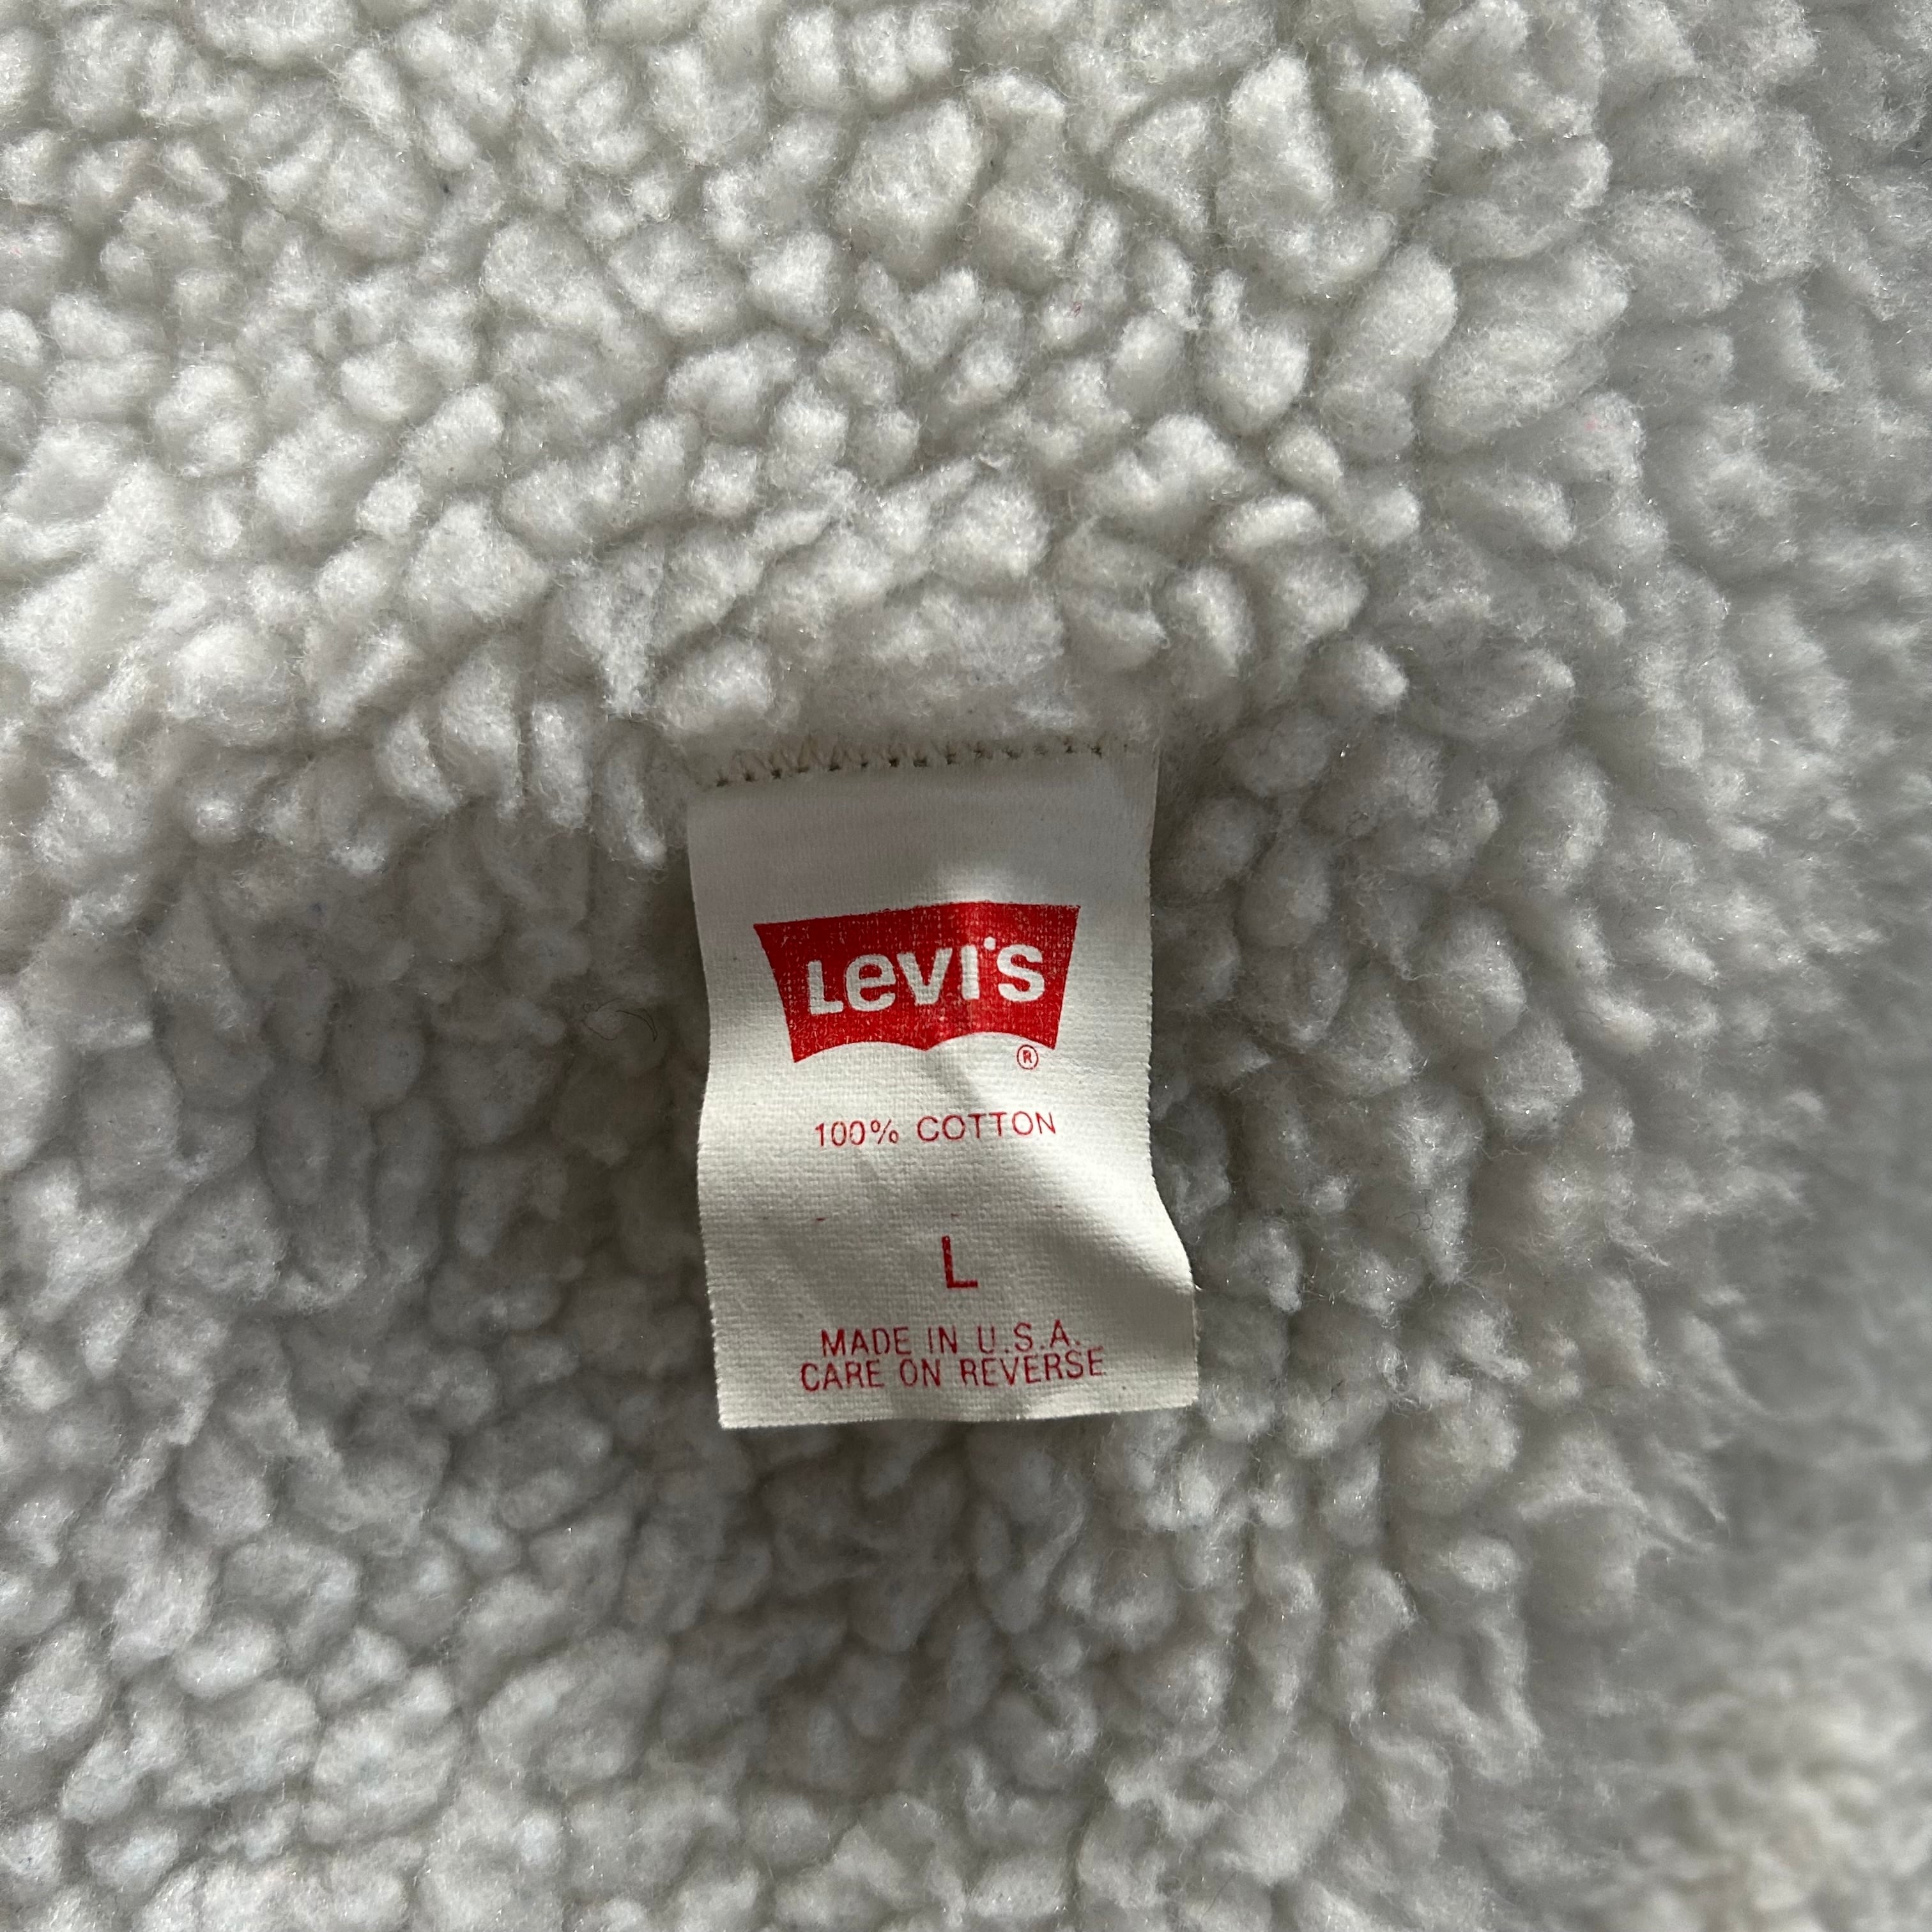 Levi's
®
100% COTTON
L
MADE IN U.S.A.
CARE ON REVERSE